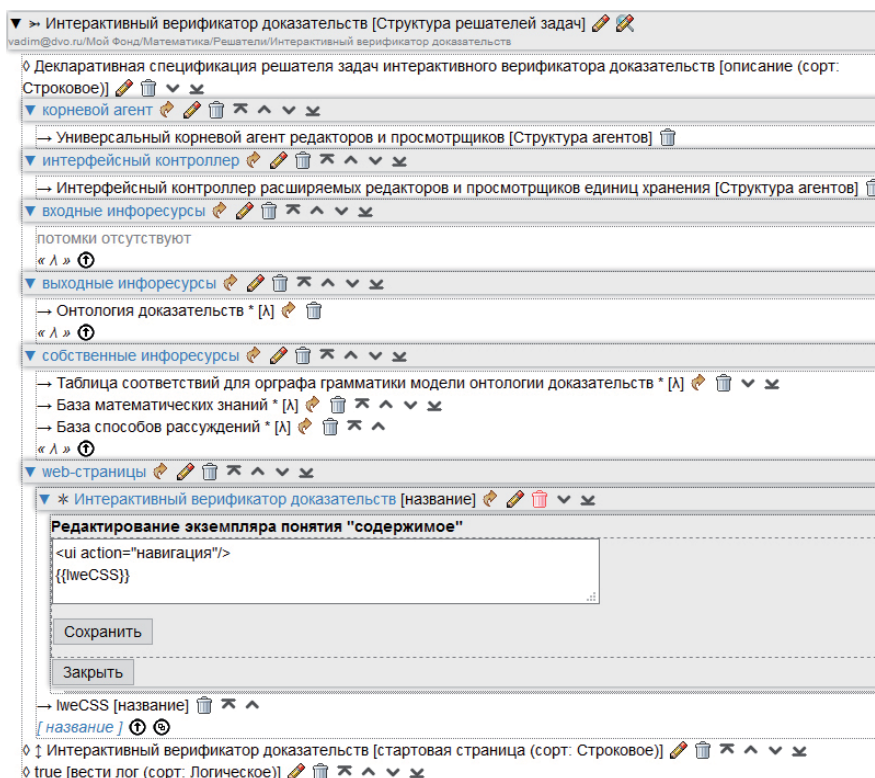 ▼ ➳ Интерактивный верификатор доказательств [Структура решателей задач]
vadim@dvo.ru/Мой Фонд/Математика/Решатели/Интерактивный верификатор доказательств
◊ Декларативная спецификация решателя задач интерактивного верификатора доказательств [описание (сорт:
Строковое)]
▼ корневой агент
→ Универсальный корневой агент редакторов и просмотрщиков [Структура агентов]
▼ интерфейсный контроллер
→ Интерфейсный контроллер расширяемых редакторов и просмотрщиков единиц хранения [Структура агентов]
▼ входные инфоресурсы
потомки отсутствуют
« λ »
▼ выходные инфоресурсы
→ Онтология доказательств * [λ]
« λ »
▼ собственные инфоресурсы
→ Таблица соответствий для орграфа грамматики модели онтологии доказательств * [λ]
→ База математических знаний * [λ]
→ База способов рассуждений * [λ]
« λ »
▼ web-страницы
▼ * Интерактивный верификатор доказательств [название]
Редактирование экземпляра понятия "содержимое"
<ui action="навигация"/>
{{IweCSS}}
Сохранить
Закрыть
→ IweCSS [название]
[ название ]
◊ ↕ Интерактивный верификатор доказательств [стартовая страница (сорт: Строковое)]
◊ true [вести лог (сорт: Логическое)]